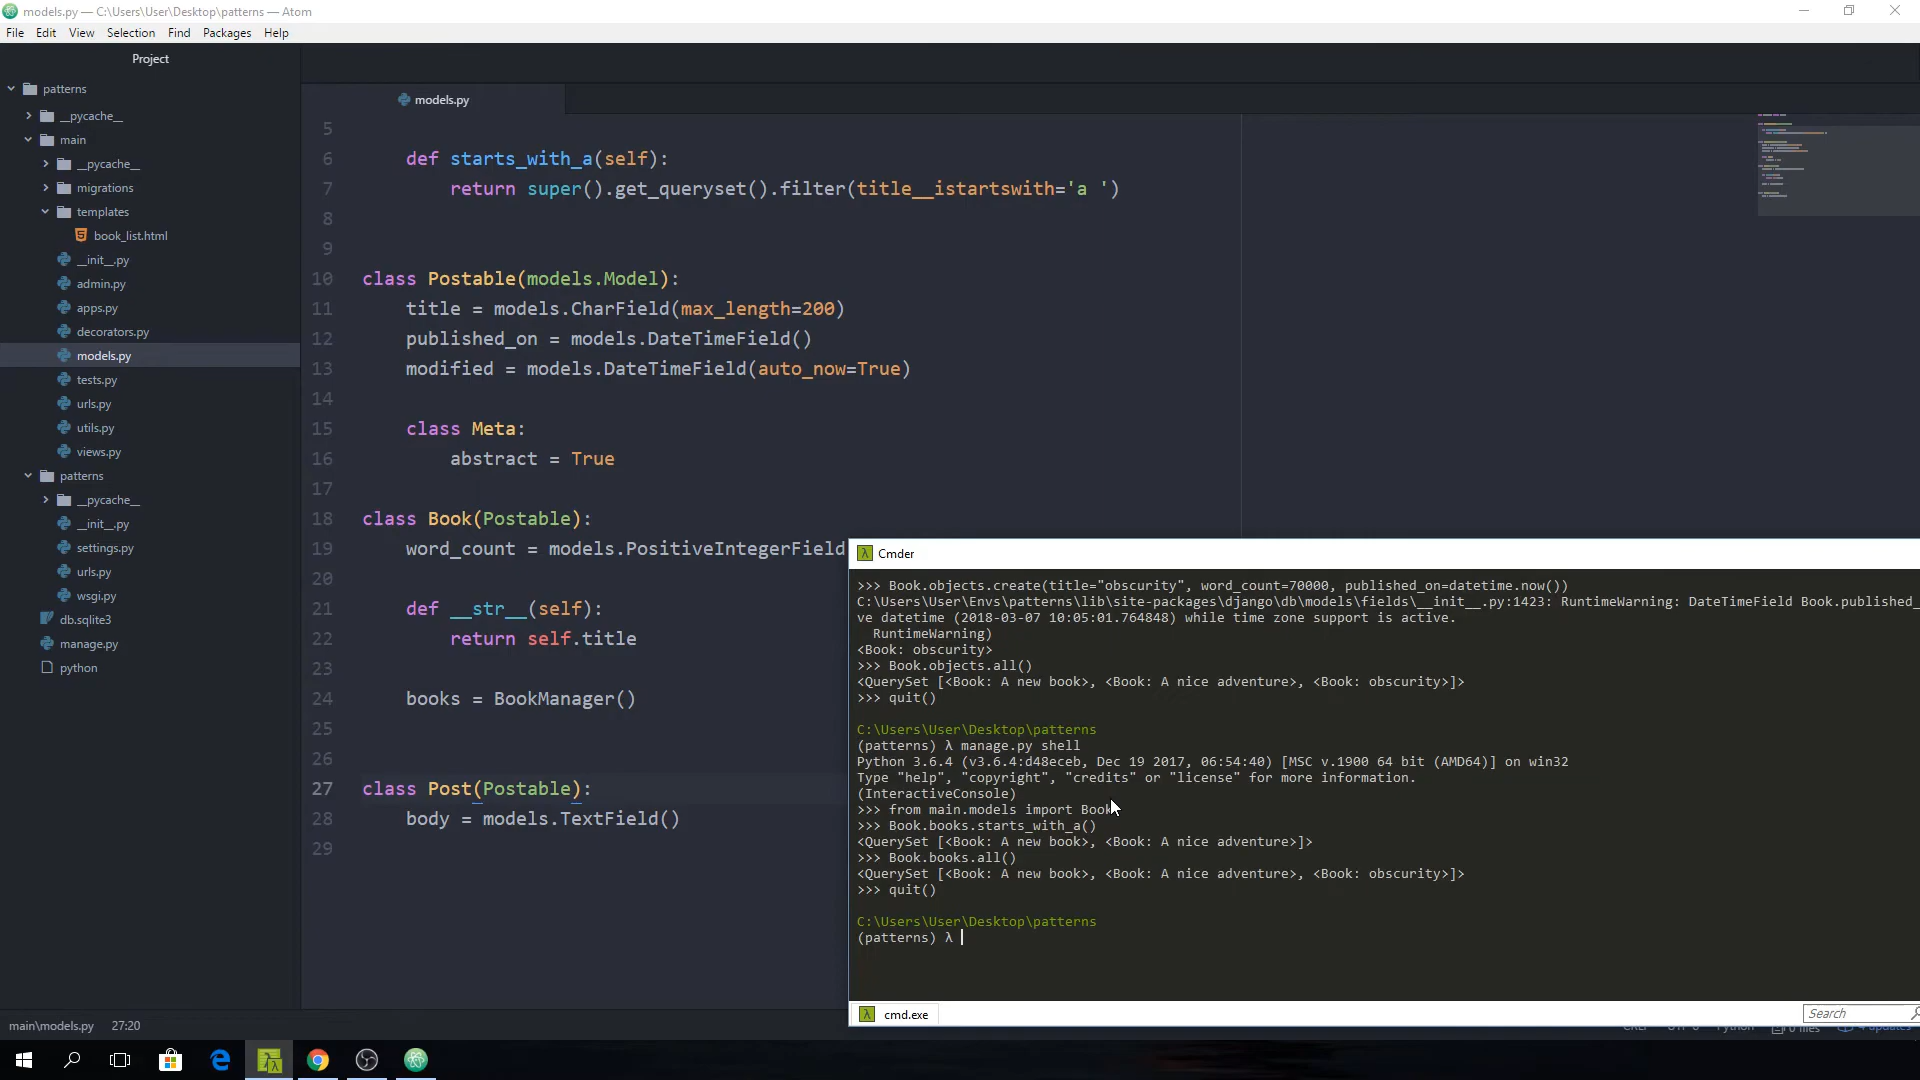 models.py — C:\Users\User\Desktop\patterns — Atom
File Edit View Selection Find Packages Help
Project
patterns
__pycache__
main
__pycache__
migrations
templates
book_list.html
__init__.py
admin.py
apps.py
decorators.py
models.py
tests.py
urls.py
utils.py
views.py
patterns
__pycache__
__init__.py
settings.py
urls.py
wsgi.py
db.sqlite3
manage.py
python
models.py
5
6 def starts_with_a(self):
7 return super().get_queryset().filter(title__istartswith='a ')
8
9
10 class Postable(models.Model):
11 title = models.CharField(max_length=200)
12 published_on = models.DateTimeField()
13 modified = models.DateTimeField(auto_now=True)
14
15 class Meta:
16 abstract = True
17
18 class Book(Postable):
19 word_count = models.PositiveIntegerField
20
21 def __str__(self):
22 return self.title
23
24 books = BookManager()
25
26
27 class Post(Postable):
28 body = models.TextField()
29
Cmder
>>> Book.objects.create(title="obscurity", word_count=70000, published_on=datetime.now())
C:\Users\User\Envs\patterns\lib\site-packages\django\db\models\fields\__init__.py:1423: RuntimeWarning: DateTimeField Book.published_
ve datetime (2018-03-07 10:05:01.764848) while time zone support is active.
RuntimeWarning)
<Book: obscurity>
>>> Book.objects.all()
<QuerySet [<Book: A new book>, <Book: A nice adventure>, <Book: obscurity>]>
>>> quit()
C:\Users\User\Desktop\patterns
(patterns) λ manage.py shell
Python 3.6.4 (v3.6.4:d48eceb, Dec 19 2017, 06:54:40) [MSC v.1900 64 bit (AMD64)] on win32
Type "help", "copyright", "credits" or "license" for more information.
(InteractiveConsole)
>>> from main.models import Book
>>> Book.books.starts_with_a()
<QuerySet [<Book: A new book>, <Book: A nice adventure>]>
>>> Book.books.all()
<QuerySet [<Book: A new book>, <Book: A nice adventure>, <Book: obscurity>]>
>>> quit()
C:\Users\User\Desktop\patterns
(patterns) λ
cmd.exe
Search
main\models.py 27:20